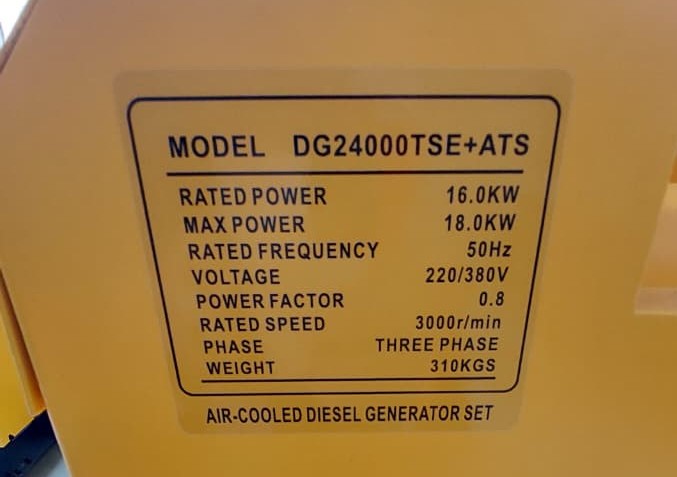 MODEL DG24000TSE+ATS
RATED POWER 16.0KW
MAX POWER 18.0KW
RATED FREQUENCY 50Hz
VOLTAGE 220/380V
POWER FACTOR 0.8
RATED SPEED 3000r/min
PHASE THREE PHASE
WEIGHT 310KGS
AIR-COOLED DIESEL GENERATOR SET